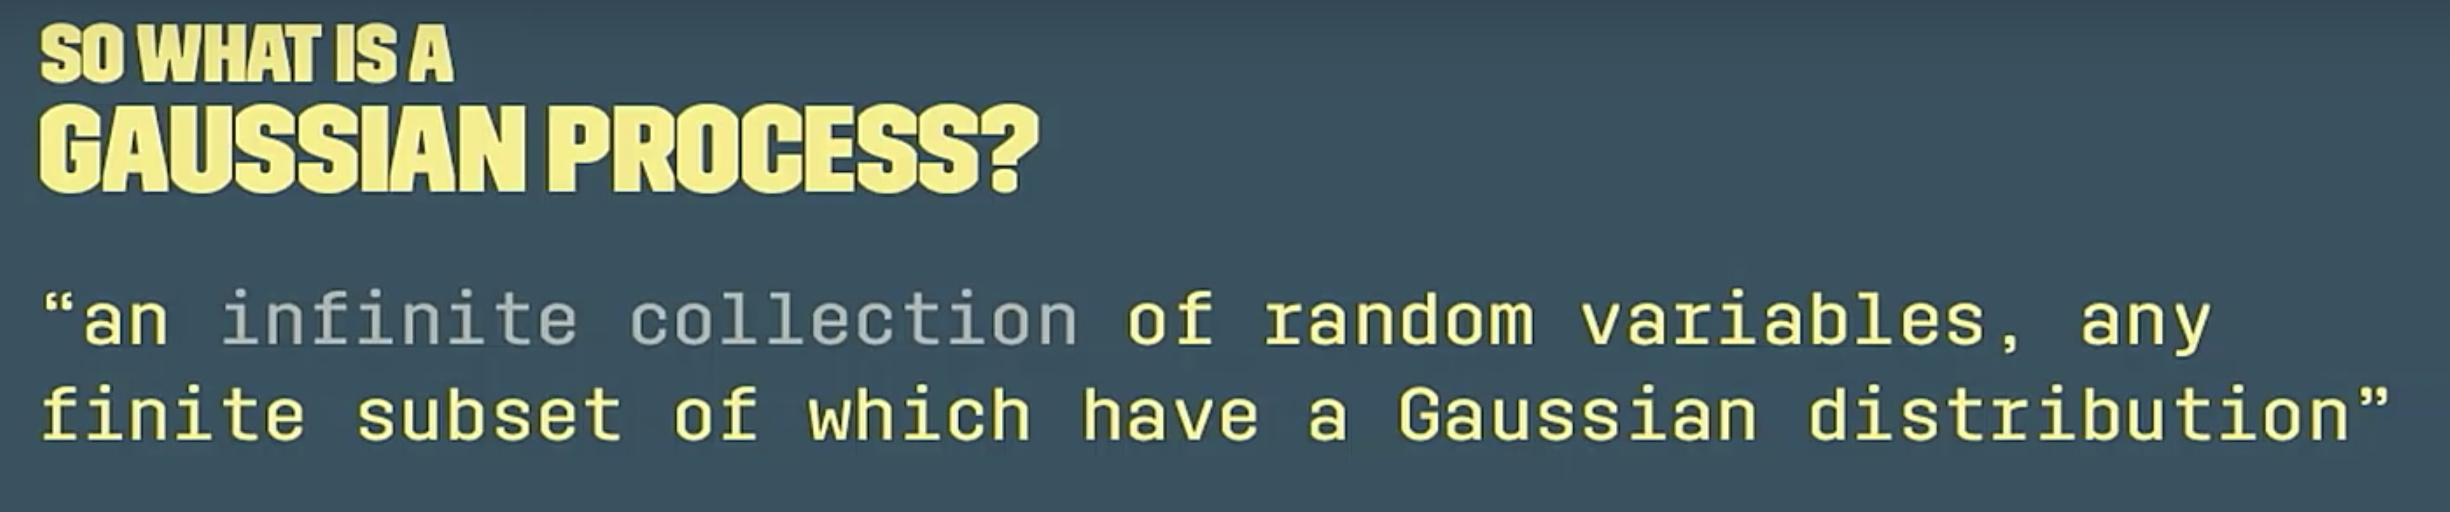 SO WHAT IS A
GAUSSIAN PROCESS?
“an infinite collection of random variables, any
finite subset of which have a Gaussian distribution”